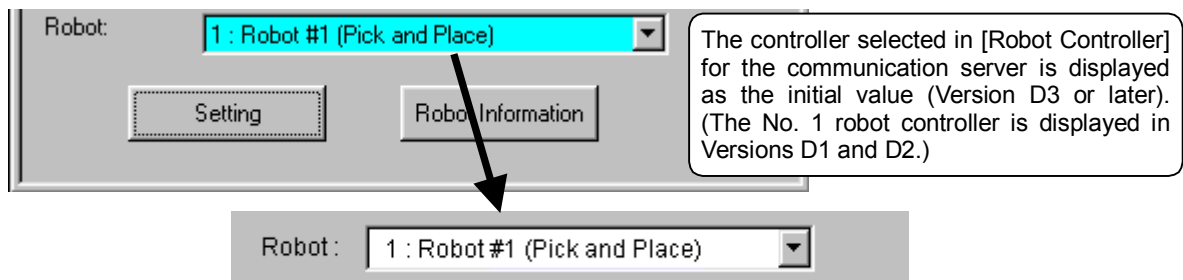 Robot:
1 : Robot #1 (Pick and Place)
Setting
Robot Information
The controller selected in [Robot Controller]
for the communication server is displayed
as the initial value (Version D3 or later).
(The No. 1 robot controller is displayed in
Versions D1 and D2.)
Robot :
1 : Robot #1 (Pick and Place)